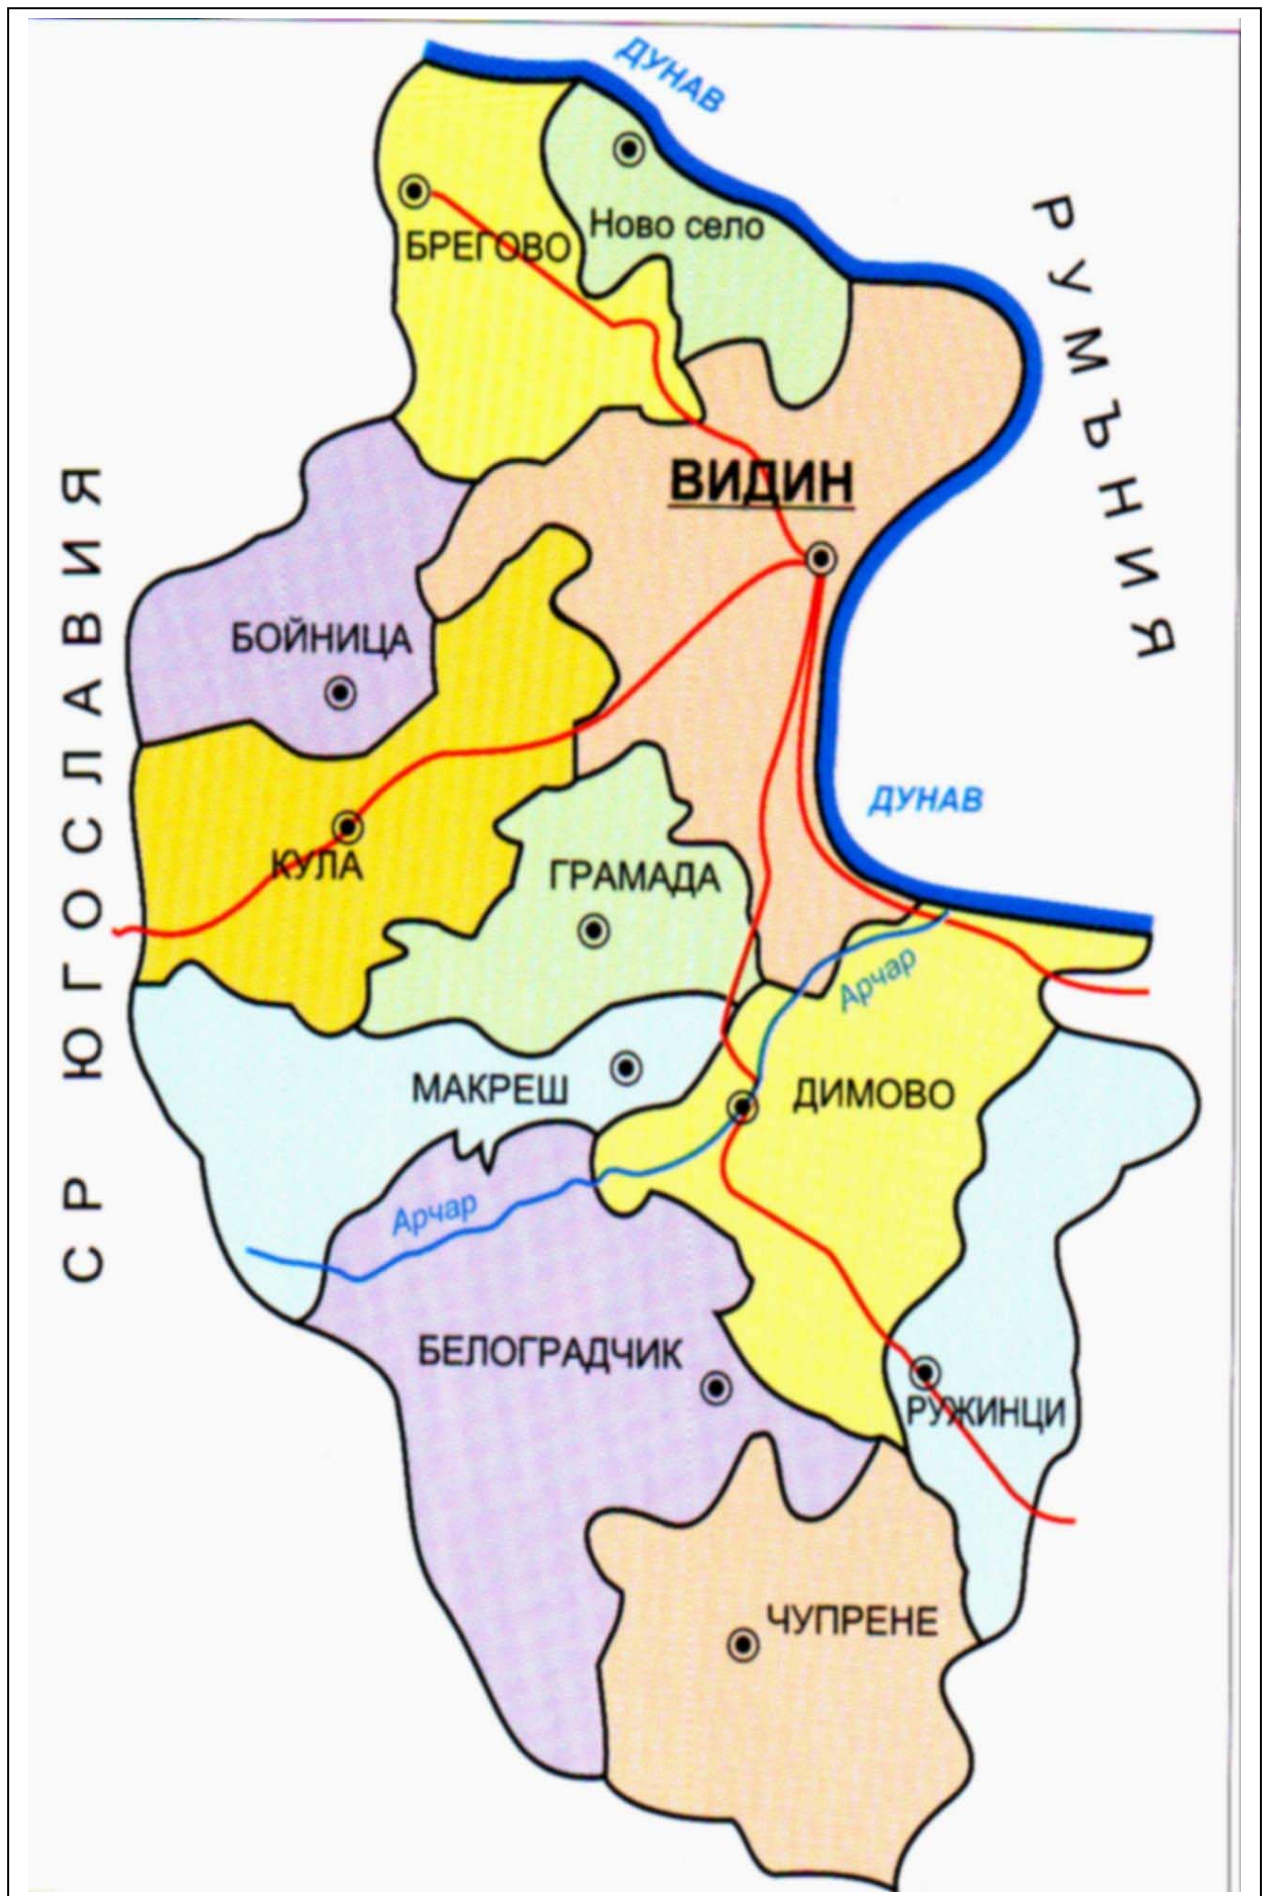 ДУНАВ
Ново село
БРЕГОВО
РУМЪНИЯ
ВИДИН
СР ЮГОСЛАВИЯ
БОЙНИЦА
ДУНАВ
КУЛА
ГРАМАДА
Арчар
МАКРЕШ
ДИМОВО
Арчар
БЕЛОГРАДЧИК
РУЖИНЦИ
ЧУПРЕНЕ